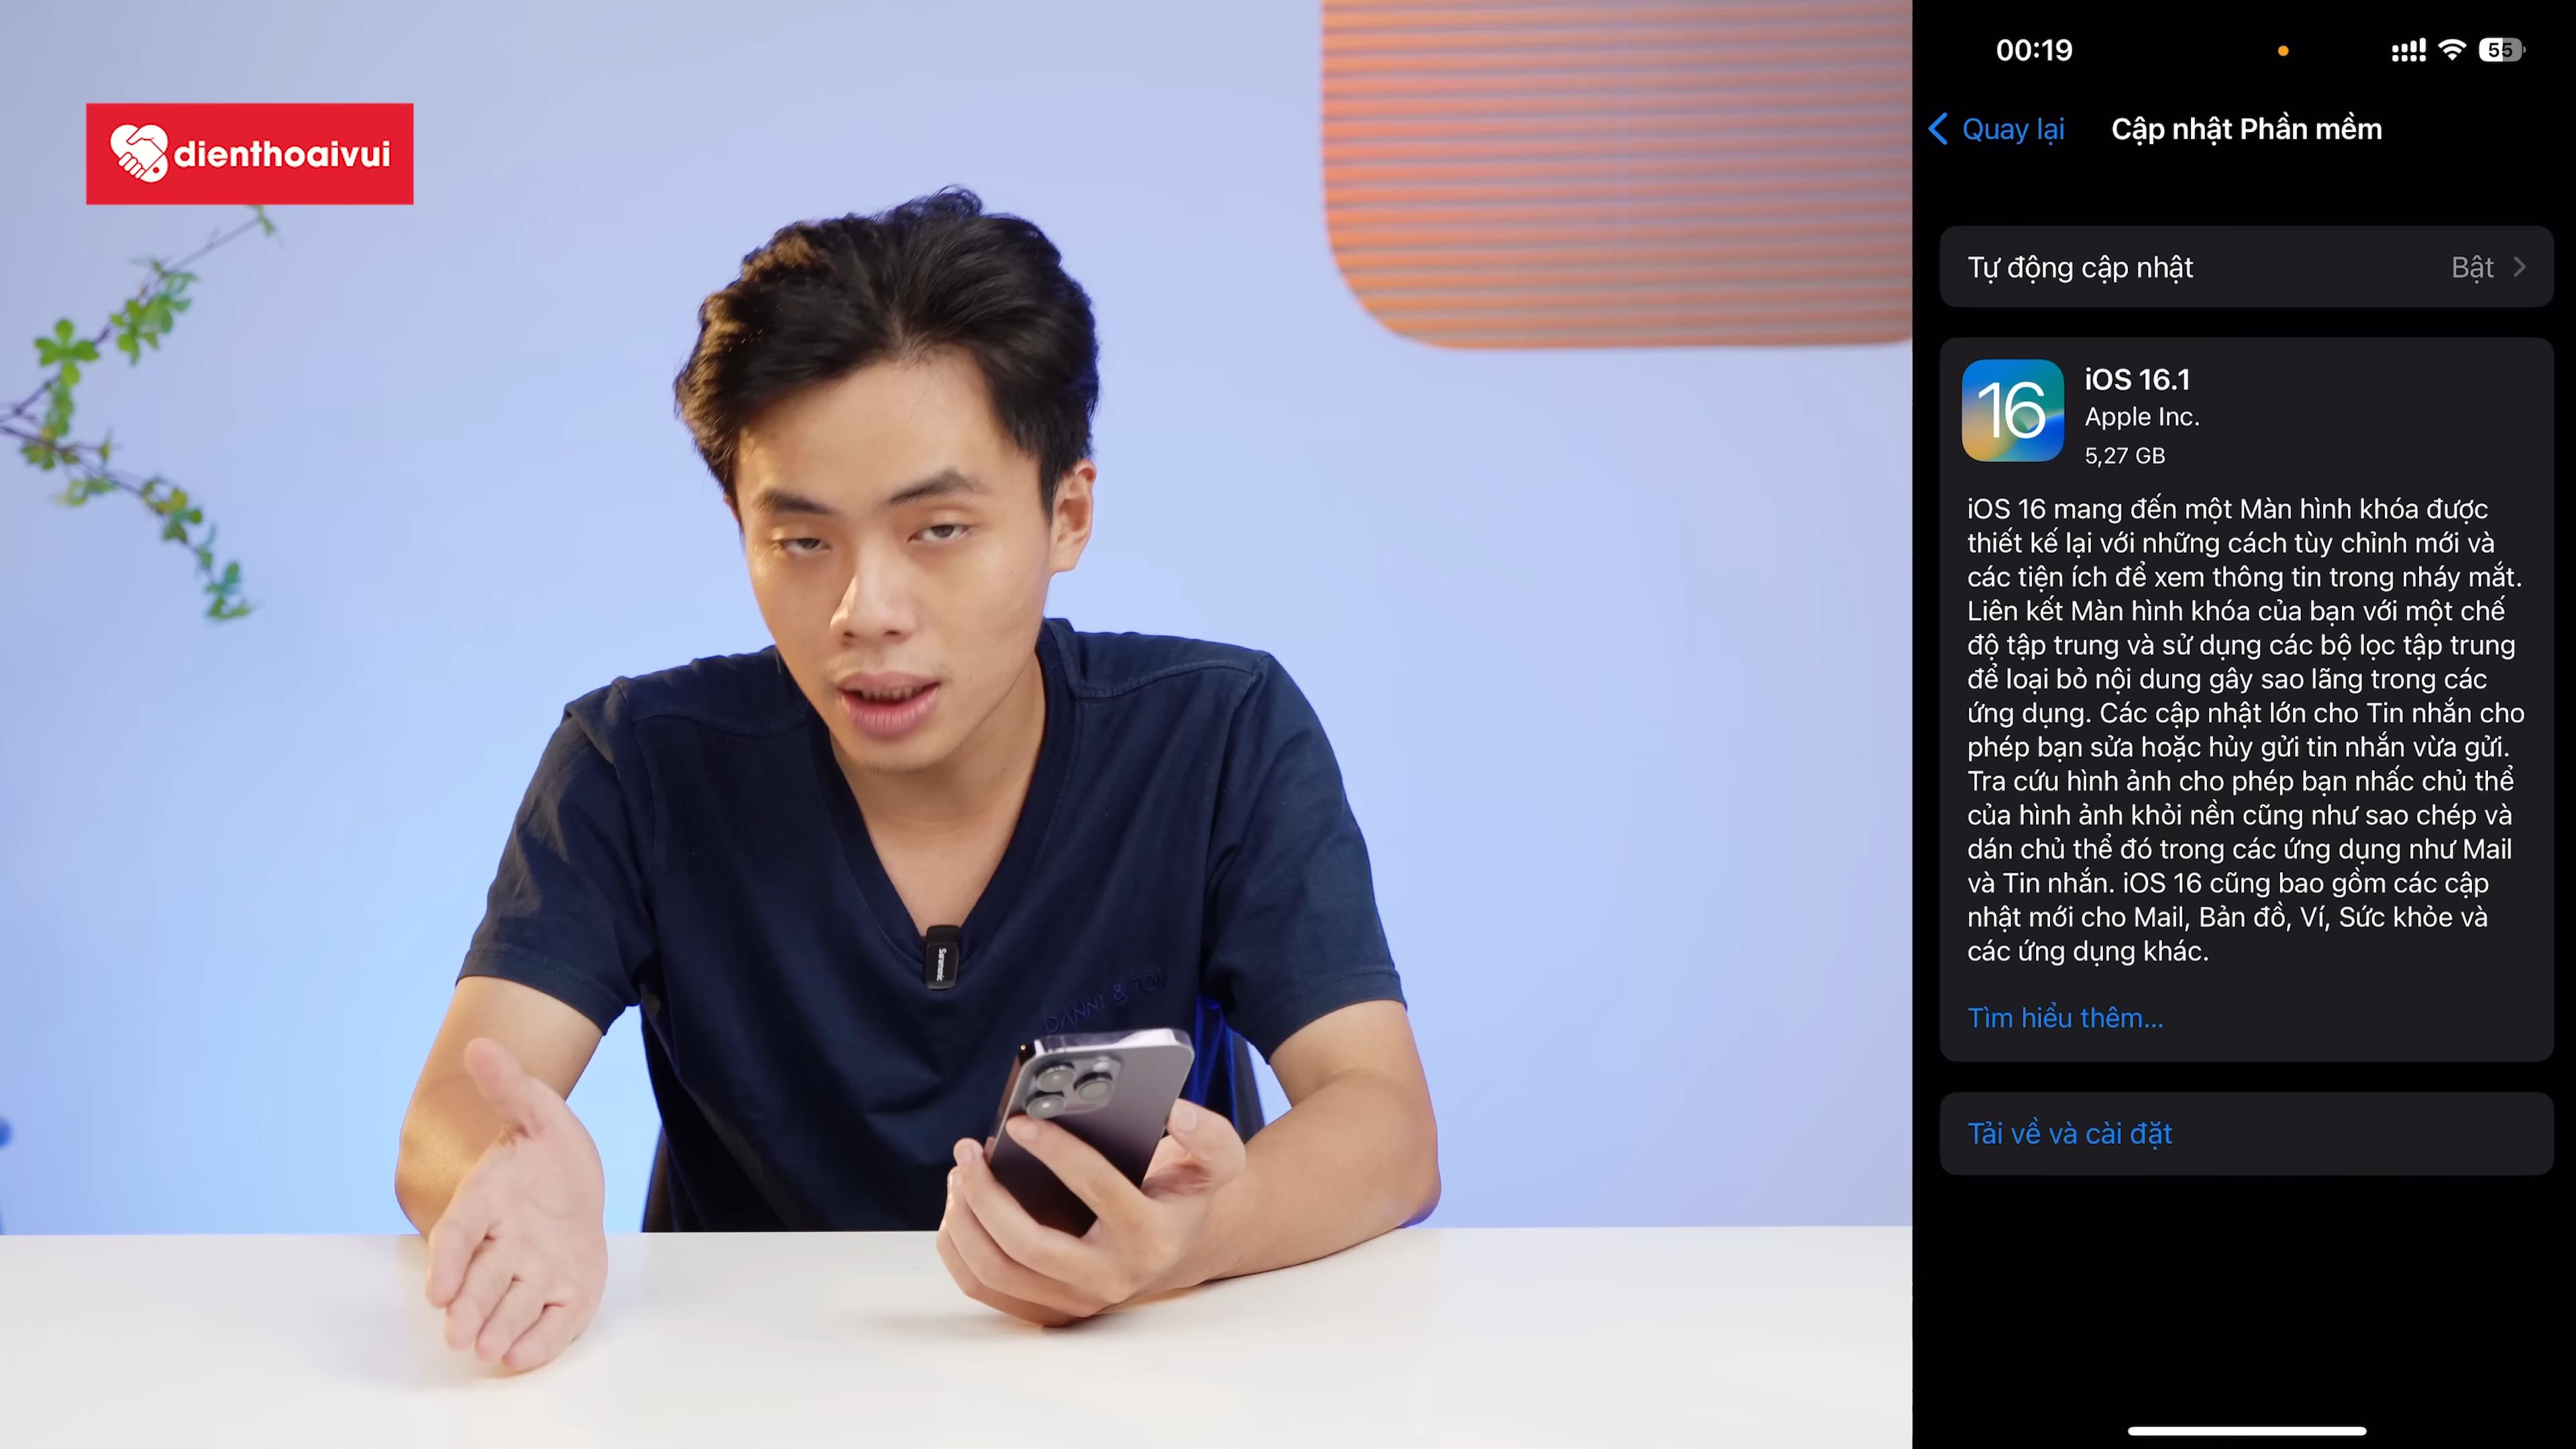 dienthoaivui
Saramonic
DANNY & TON
00:19
55
Quay lại
Cập nhật Phần mềm
Tự động cập nhật
Bật
16
iOS 16.1
Apple Inc.
5,27 GB
iOS 16 mang đến một Màn hình khóa được
thiết kế lại với những cách tùy chỉnh mới và
các tiện ích để xem thông tin trong nháy mắt.
Liên kết Màn hình khóa của bạn với một chế
độ tập trung và sử dụng các bộ lọc tập trung
để loại bỏ nội dung gây sao lãng trong các
ứng dụng. Các cập nhật lớn cho Tin nhắn cho
phép bạn sửa hoặc hủy gửi tin nhắn vừa gửi.
Tra cứu hình ảnh cho phép bạn nhấc chủ thể
của hình ảnh khỏi nền cũng như sao chép và
dán chủ thể đó trong các ứng dụng như Mail
và Tin nhắn. iOS 16 cũng bao gồm các cập
nhật mới cho Mail, Bản đồ, Ví, Sức khỏe và
các ứng dụng khác.
Tìm hiểu thêm...
Tải về và cài đặt